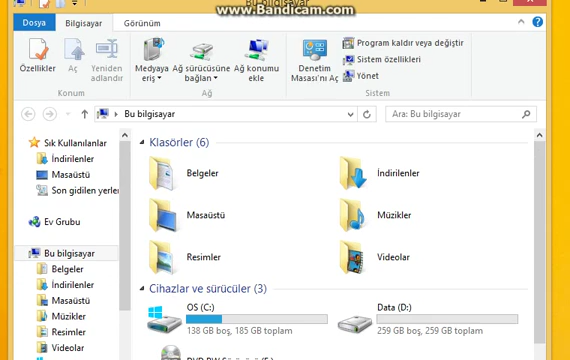 www.Bandicam.com
Bu bilgisayar
Dosya Bilgisayar Görünüm
Özellikler Aç Yeniden adlandır
Medyaya eriş Ağ sürücüsüne bağlan Ağ konumu ekle
Denetim Masası'nı Aç
Program kaldır veya değiştir
Sistem özellikleri
Yönet
Konum Ağ Sistem
Bu bilgisayar Ara: Bu bilgisayar
Sık Kullanılanlar
İndirilenler
Masaüstü
Son gidilen yerler
Ev Grubu
Bu bilgisayar
Belgeler
İndirilenler
Masaüstü
Müzikler
Resimler
Videolar
Klasörler (6)
Belgeler İndirilenler
Masaüstü Müzikler
Resimler Videolar
Cihazlar ve sürücüler (3)
OS (C:)
138 GB boş, 185 GB toplam
Data (D:)
259 GB boş, 259 GB toplam